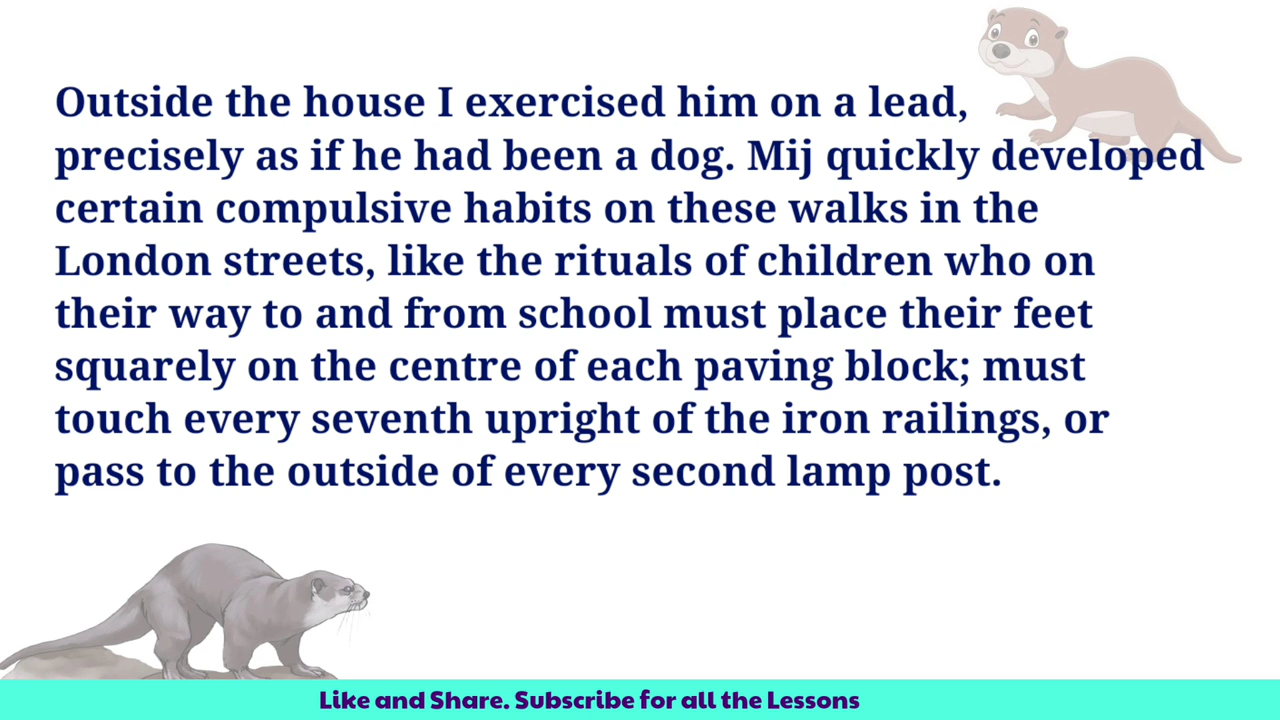 Outside the house I exercised him on a lead,
precisely as if he had been a dog. Mij quickly developed
certain compulsive habits on these walks in the
London streets, like the rituals of children who on
their way to and from school must place their feet
squarely on the centre of each paving block; must
touch every seventh upright of the iron railings, or
pass to the outside of every second lamp post.
Like and Share. Subscribe for all the Lessons